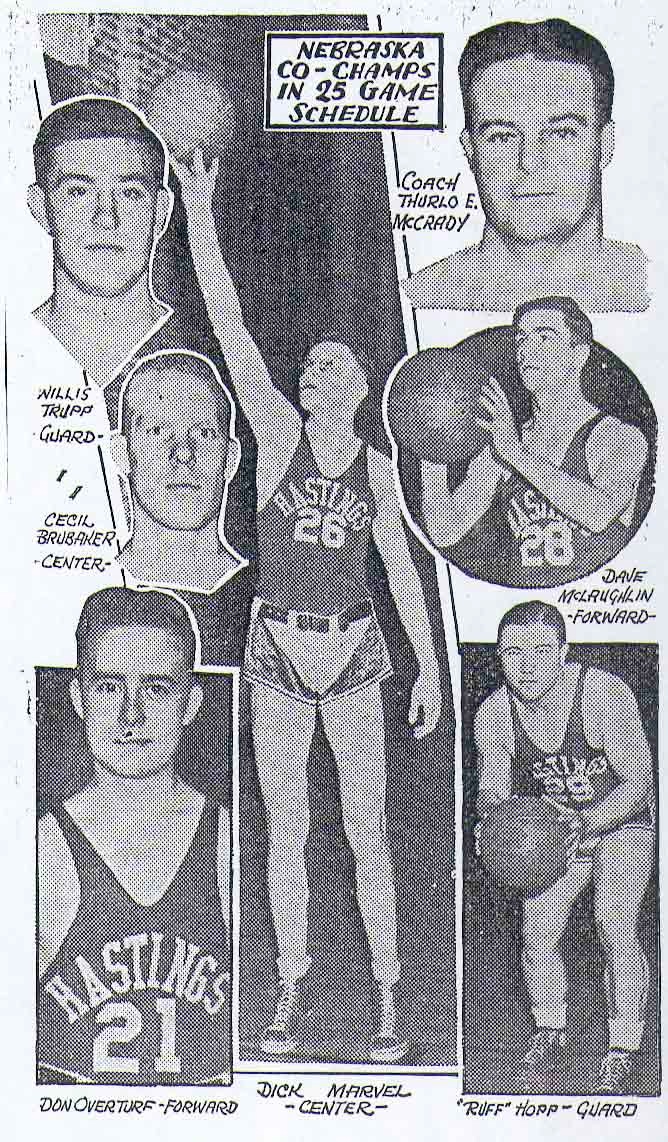 NEBRASKA
CO-CHAMPS
IN 25 GAME
SCHEDULE
COACH
THURLO E.
McCRADY
WILLIS
TRUPP
GUARD-
" "
CECIL
BRUBAKER
-CENTER-
HASTINGS
26
28
DAVE
McLAUGHLIN
-FORWARD-
HASTINGS
21
DON OVERTURF-FORWARD
DICK MARVEL
-CENTER-
"RUFF" HOPP - GUARD